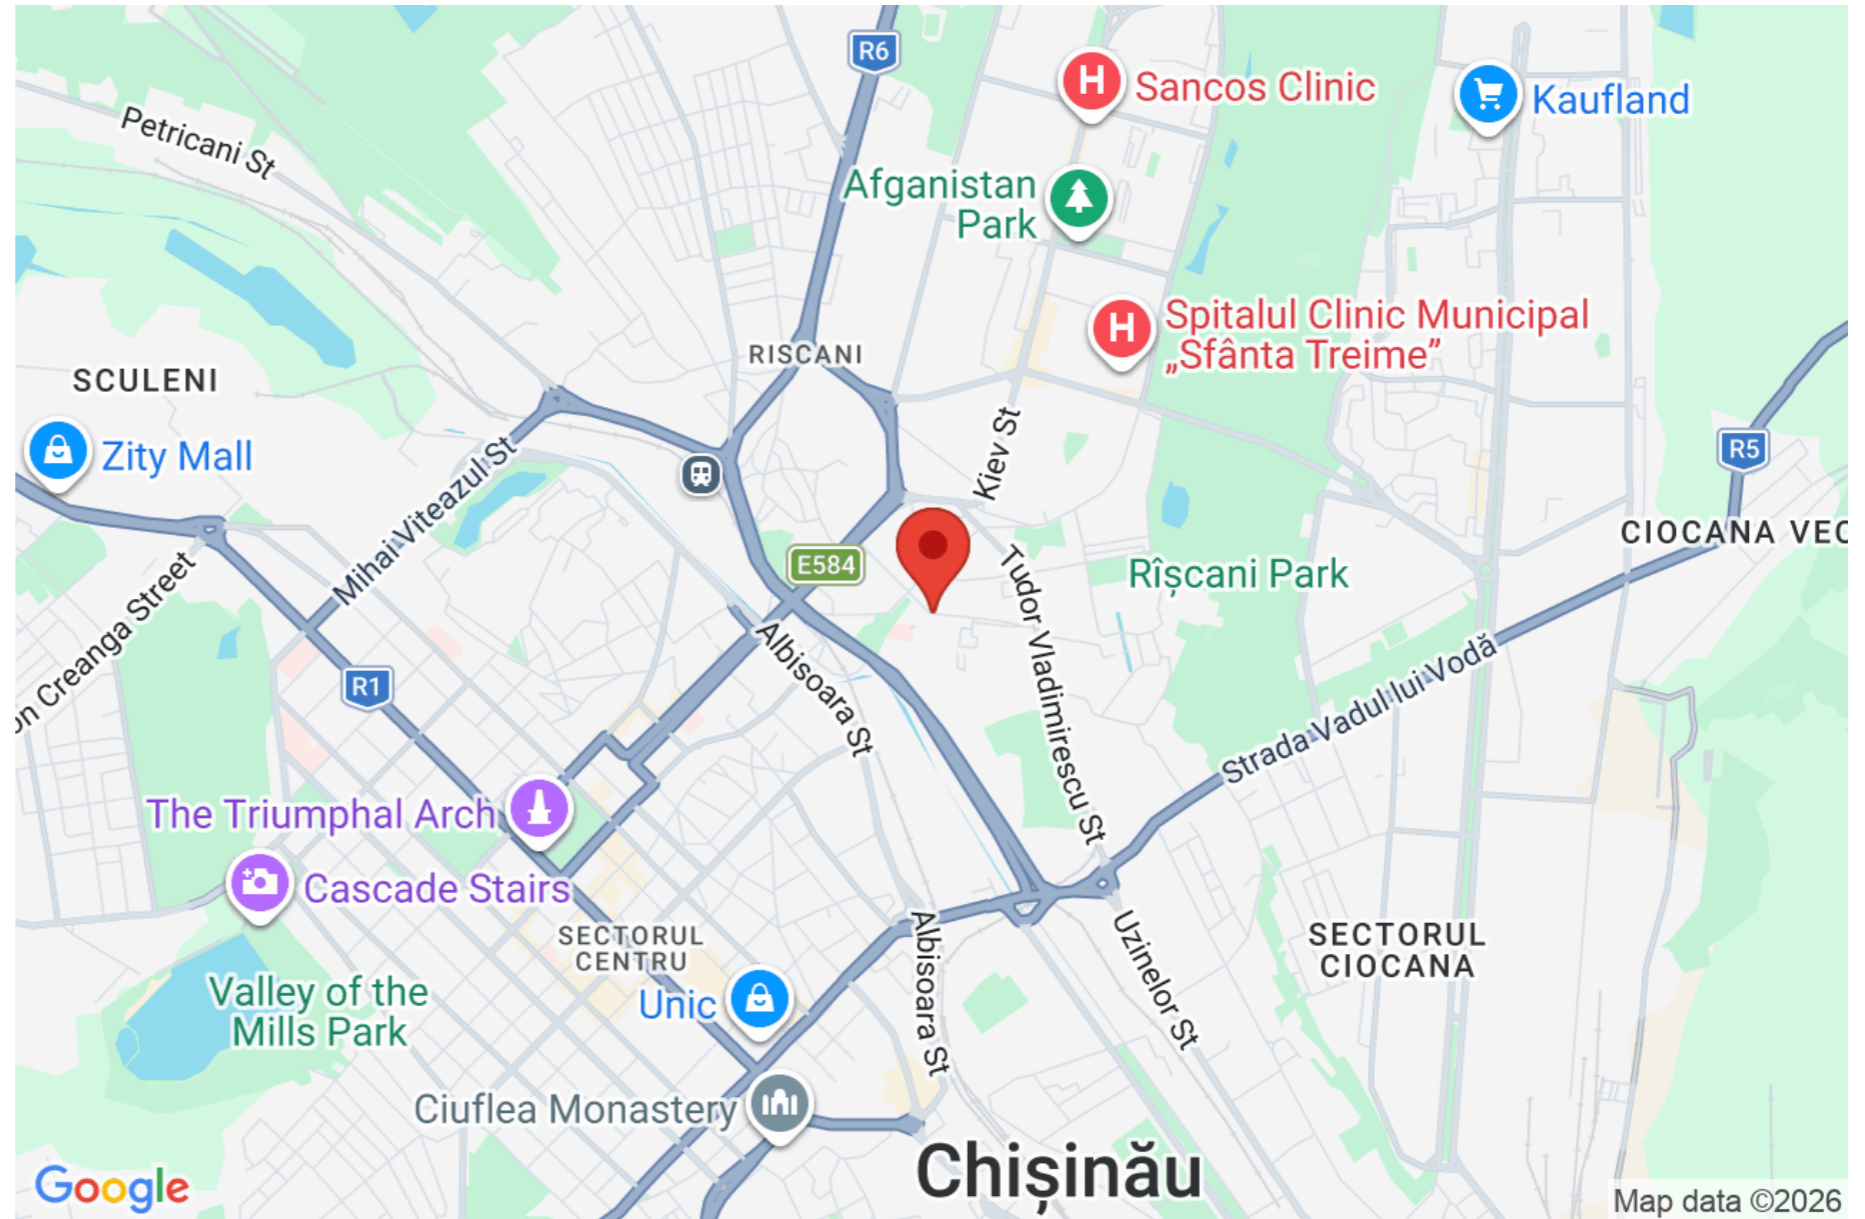 R6
Sancos Clinic
Kaufland
Petricani St
Afganistan
Park
Spitalul Clinic Municipal
„Sfânta Treime”
RISCANI
SCULENI
Zity Mall
Mihai Viteazul St
Kiev St
R5
CIOCANA VEC
E584
Tudor Vladimirescu St
Rîșcani Park
on Creanga Street
R1
Albisoara St
Strada Vadul lui Vodă
The Triumphal Arch
Cascade Stairs
SECTORUL
CENTRU
Albisoara St
Uzinelor St
SECTORUL
CIOCANA
Valley of the
Mills Park
Unic
Ciuflea Monastery
Chișinău
Google
Map data ©2026